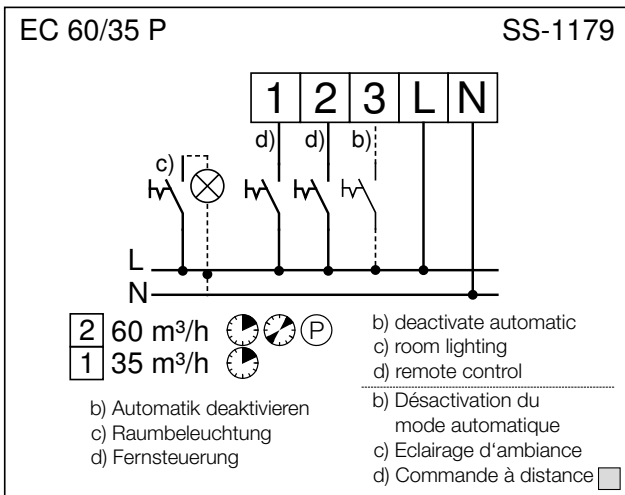 EC 60/35 P SS-1179
1 2 3 L N
d) d) b)
c)
L
N
2 60 m³/h P
1 35 m³/h
b) Automatik deaktivieren
c) Raumbeleuchtung
d) Fernsteuerung
b) deactivate automatic
c) room lighting
d) remote control
b) Désactivation du
mode automatique
c) Eclairage d‘ambiance
d) Commande à distance